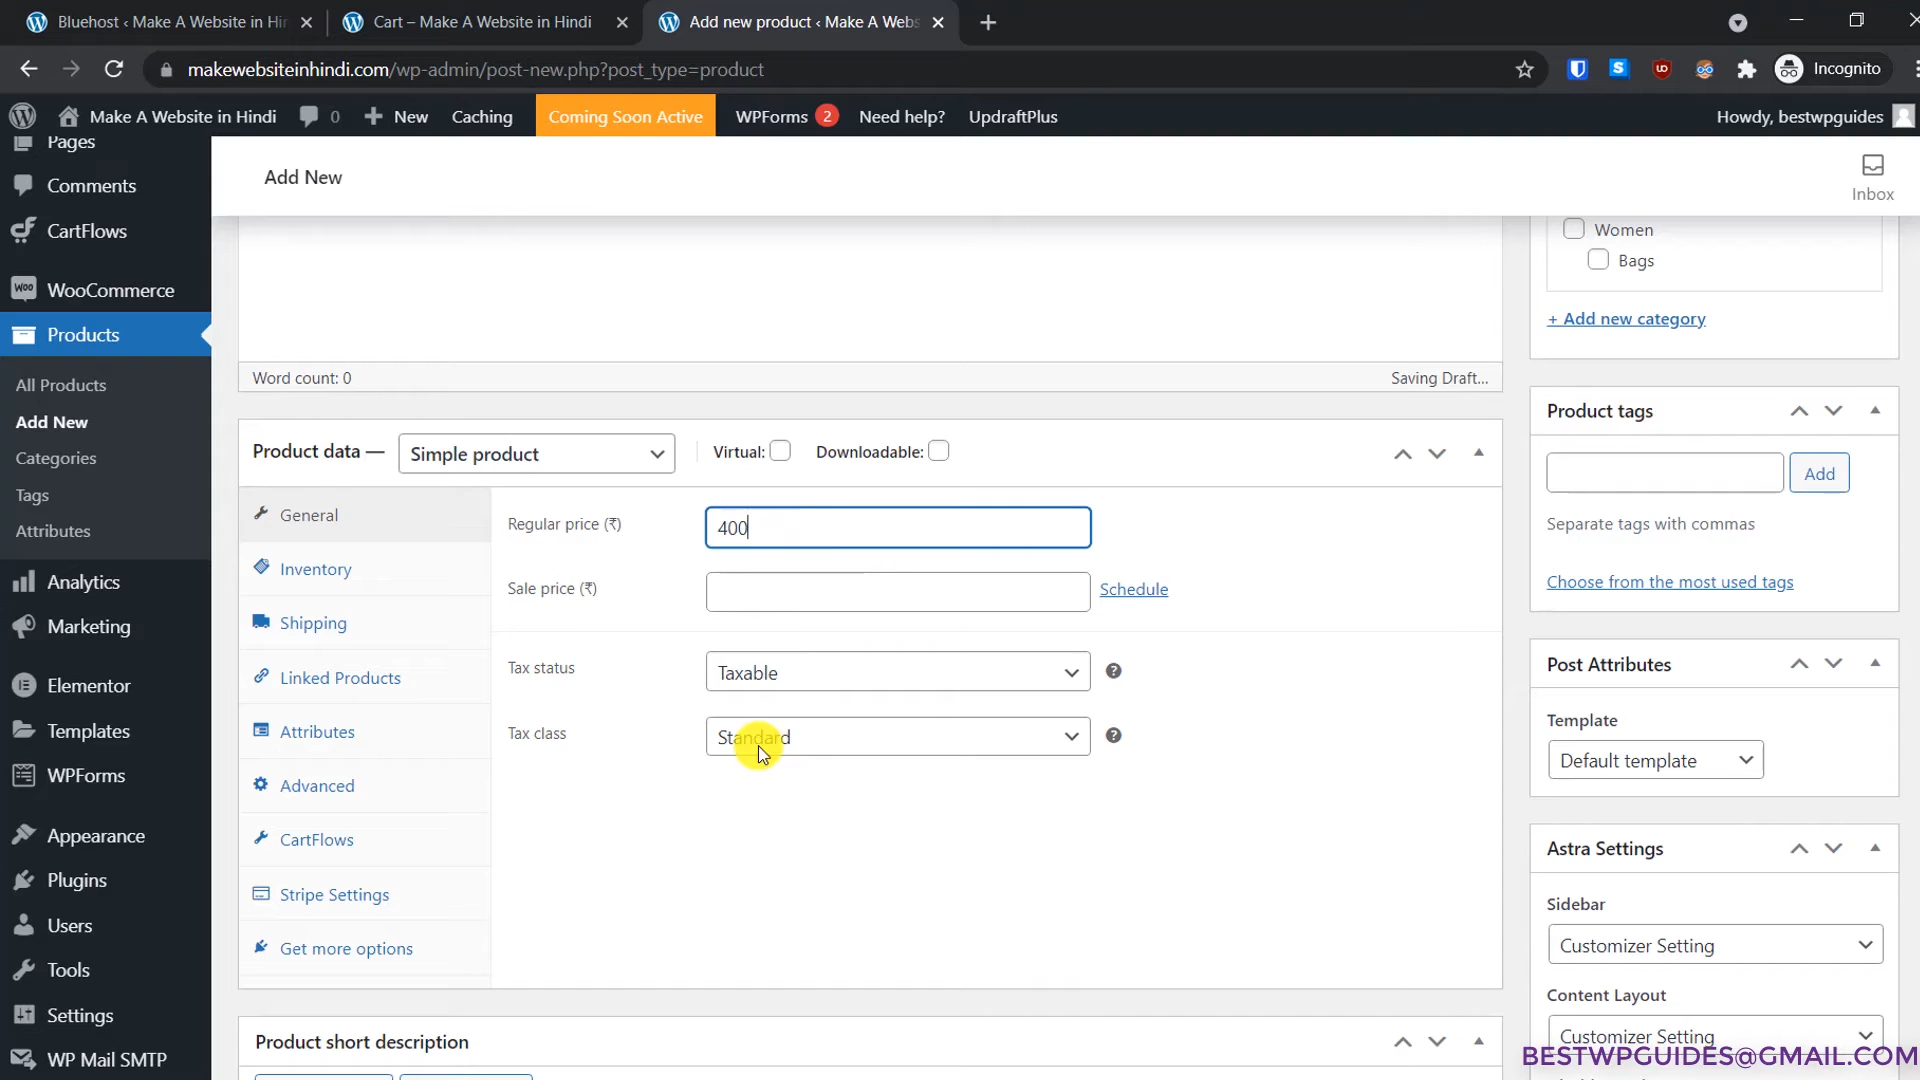 Bluehost ‹ Make A Website in Hi
Cart – Make A Website in Hindi
Add new product ‹ Make A Webs
makewebsiteinhindi.com/wp-admin/post-new.php?post_type=product
Incognito
Make A Website in Hindi
0
New
Caching
Coming Soon Active
WPForms 2
Need help?
UpdraftPlus
Howdy, bestwpguides
Pages
Comments
CartFlows
WooCommerce
Products
All Products
Add New
Categories
Tags
Attributes
Analytics
Marketing
Elementor
Templates
WPForms
Appearance
Plugins
Users
Tools
Settings
WP Mail SMTP
Add New
Inbox
Word count: 0
Saving Draft...
Product data —
Simple product
Virtual:
Downloadable:
General
Inventory
Shipping
Linked Products
Attributes
Advanced
CartFlows
Stripe Settings
Get more options
Regular price (₹)
400
Sale price (₹)
Schedule
Tax status
Taxable
Tax class
Standard
Product short description
Women
Bags
+ Add new category
Product tags
Add
Separate tags with commas
Choose from the most used tags
Post Attributes
Template
Default template
Astra Settings
Sidebar
Customizer Setting
Content Layout
Customizer Setting
BESTWPGUIDES@GMAIL.COM